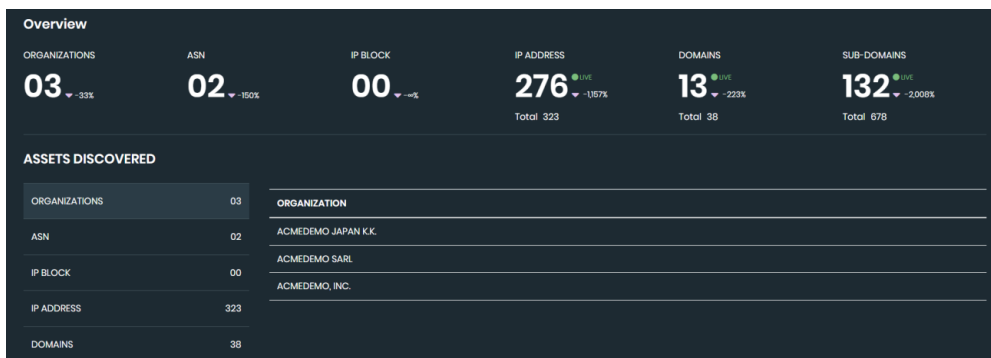 Overview
ORGANIZATIONS ASN IP BLOCK IP ADDRESS DOMAINS SUB-DOMAINS
03 -33% 02 -150% 00 -∞% 276 LIVE -1,157% 13 LIVE -223% 132 LIVE -2,008%
Total 323 Total 38 Total 678
ASSETS DISCOVERED
ORGANIZATIONS 03
ASN 02
IP BLOCK 00
IP ADDRESS 323
DOMAINS 38
ORGANIZATION
ACMEDEMO JAPAN K.K.
ACMEDEMO SARL
ACMEDEMO, INC.